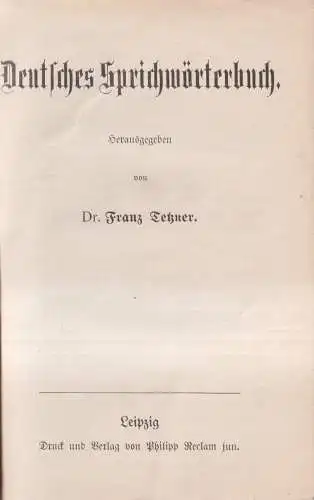 Deutsches Sprichwörterbuch.
Herausgegeben
von
Dr. Franz Tetzner.
Leipzig
Druck und Verlag von Philipp Reclam jun.